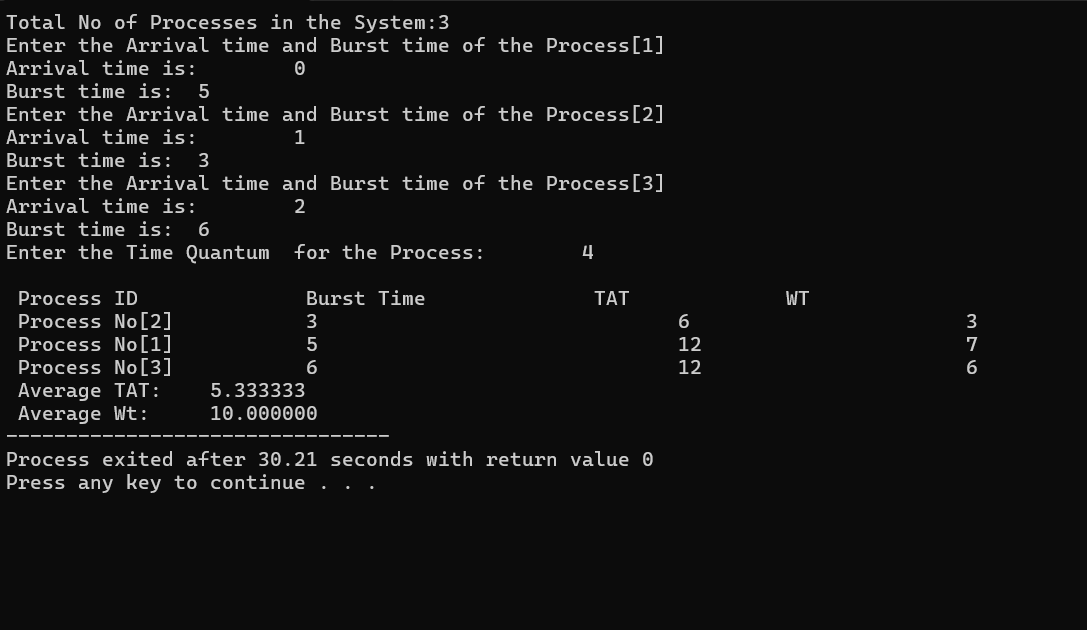 Total No of Processes in the System:3
Enter the Arrival time and Burst time of the Process[1]
Arrival time is:        0
Burst time is:  5
Enter the Arrival time and Burst time of the Process[2]
Arrival time is:        1
Burst time is:  3
Enter the Arrival time and Burst time of the Process[3]
Arrival time is:        2
Burst time is:  6
Enter the Time Quantum  for the Process:        4

 Process ID              Burst Time              TAT             WT
 Process No[2]           3                              6                       3
 Process No[1]           5                              12                      7
 Process No[3]           6                              12                      6
 Average TAT:    5.333333
 Average Wt:     10.000000
--------------------------------
Process exited after 30.21 seconds with return value 0
Press any key to continue . . .